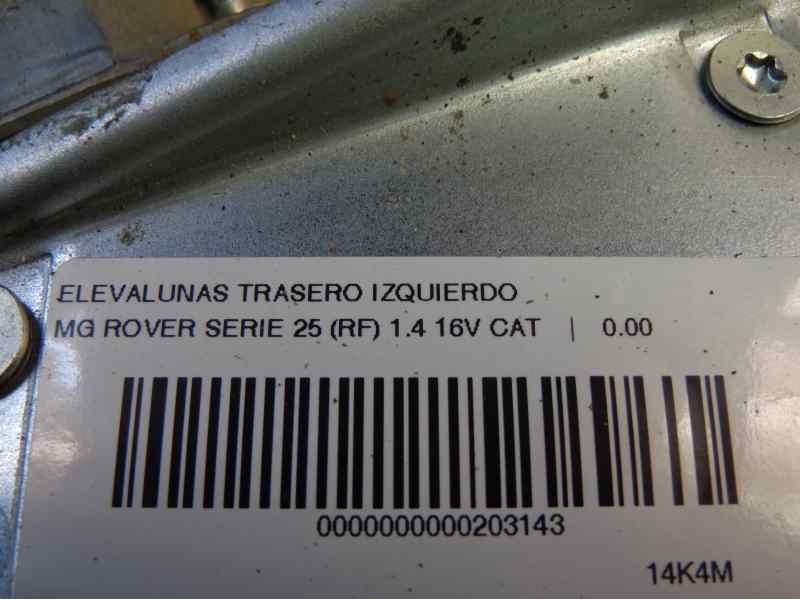 ELEVALUNAS TRASERO IZQUIERDO
MG ROVER SERIE 25 (RF) 1.4 16V CAT | 0.00
0000000000203143
14K4M